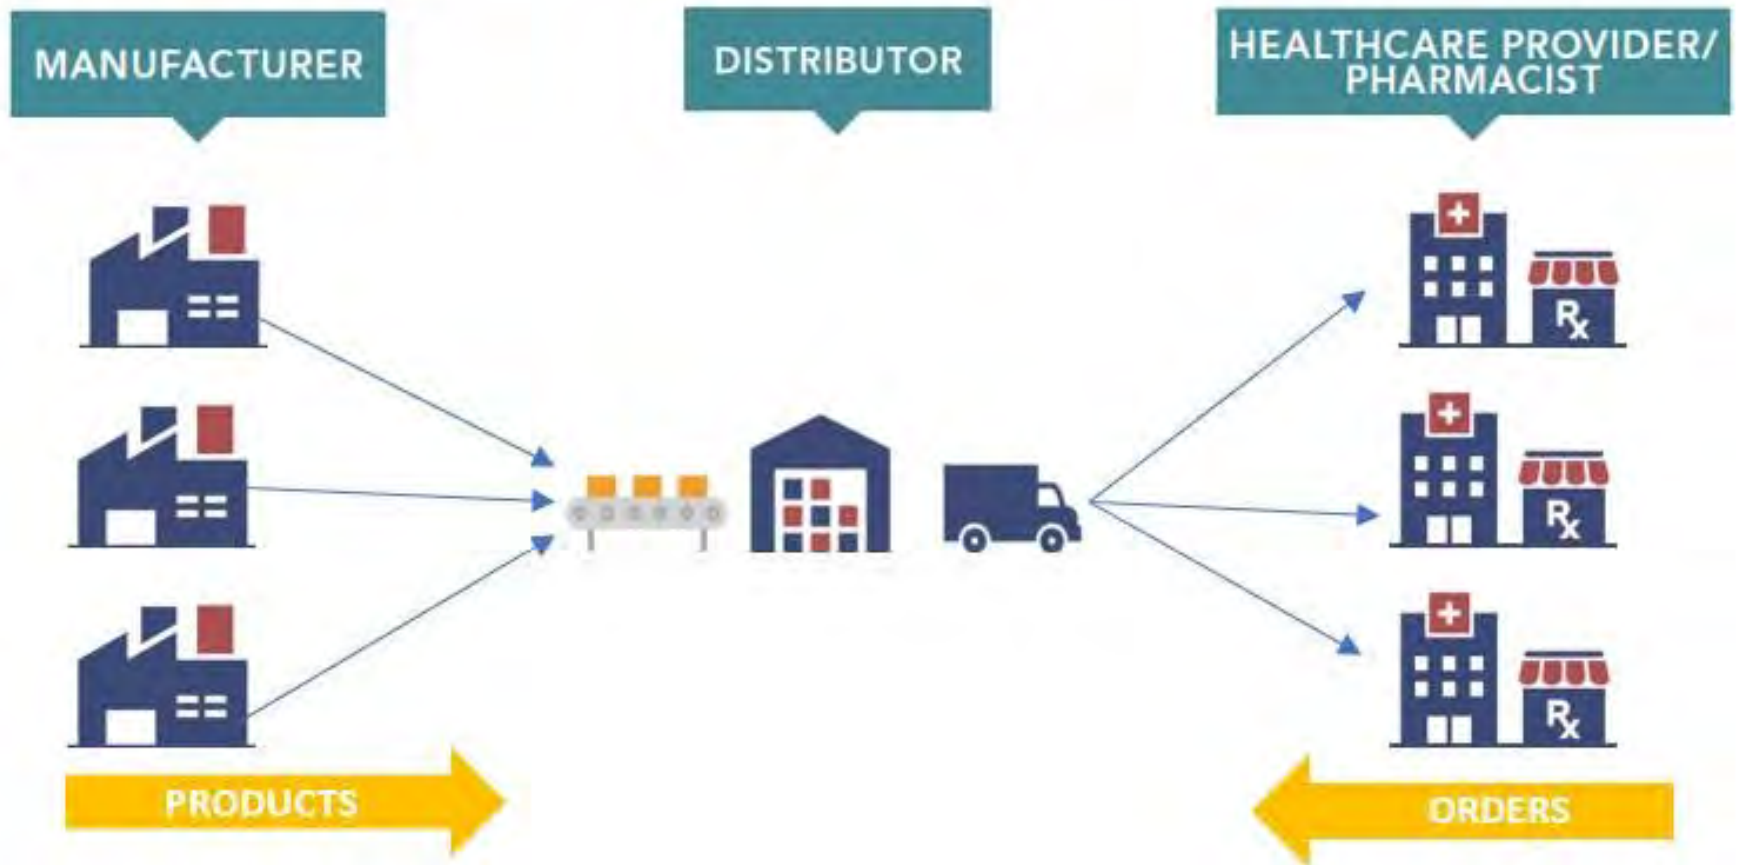 MANUFACTURER
DISTRIBUTOR
HEALTHCARE PROVIDER/
PHARMACIST
Rx
Rx
Rx
PRODUCTS
ORDERS